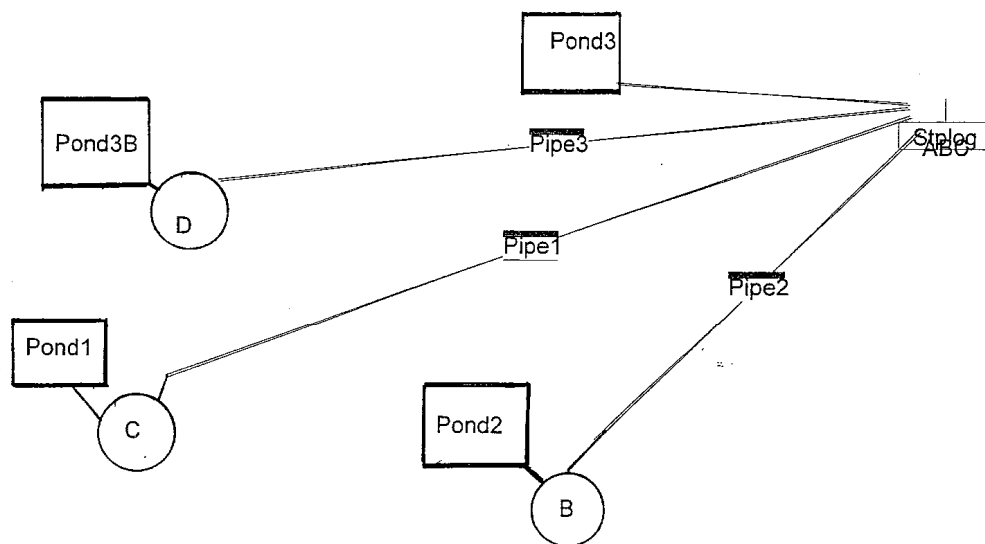 Pond3
Pond3B
Pipe3
Stplog
ABC
D
Pipe1
Pipe2
Pond1
C
Pond2
B